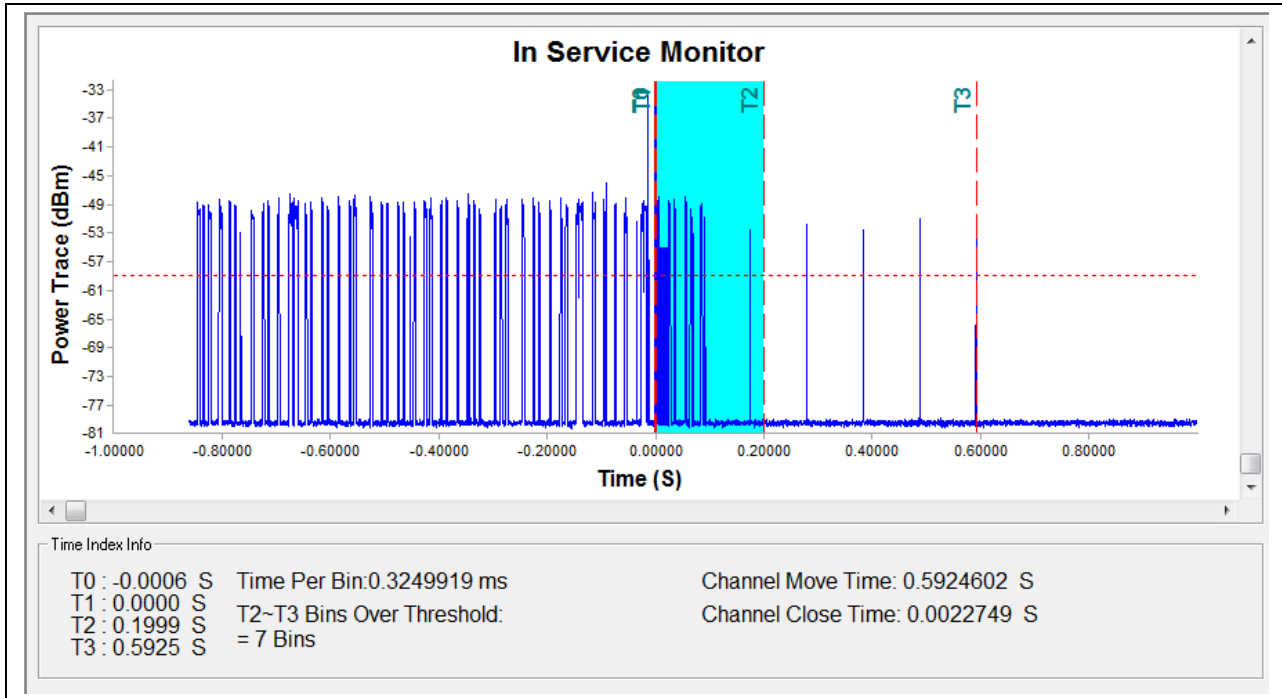 In Service Monitor
T0 T2 T3
-33
-37
-41
-45
-49
-53
-57
-61
-65
-69
-73
-77
-81
Power Trace (dBm)
-1.00000 -0.80000 -0.60000 -0.40000 -0.20000 0.00000 0.20000 0.40000 0.60000 0.80000
Time (S)
Time Index Info
T0 : -0.0006 S
T1 : 0.0000 S
T2 : 0.1999 S
T3 : 0.5925 S
Time Per Bin:0.3249919 ms
T2~T3 Bins Over Threshold:
= 7 Bins
Channel Move Time: 0.5924602 S
Channel Close Time: 0.0022749 S